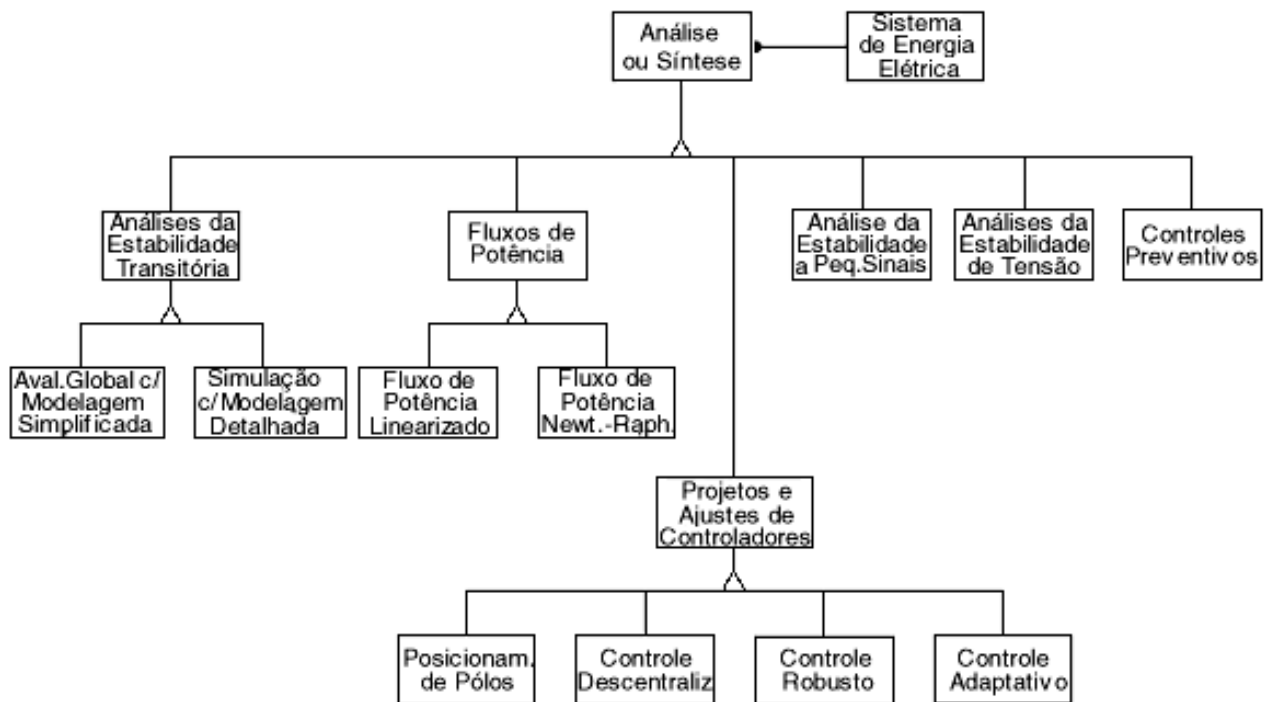 Análise
ou Síntese
Sistema
de Energia
Elétrica
Análises da
Estabilidade
Transitória
Fluxos de
Potência
Análise da
Estabilidade
a Peq.Sinais
Análises da
Estabilidade
de Tensão
Controles
Preventivos
Aval.Global c/
Modelagem
Simplificada
Simulação
c/Modelagem
Detalhada
Fluxo de
Potência
Linearizado
Fluxo de
Potência
Newt.-Raph.
Projetos e
Ajustes de
Controladores
Posicionam.
de Pólos
Controle
Descentraliz
Controle
Robusto
Controle
Adaptativo